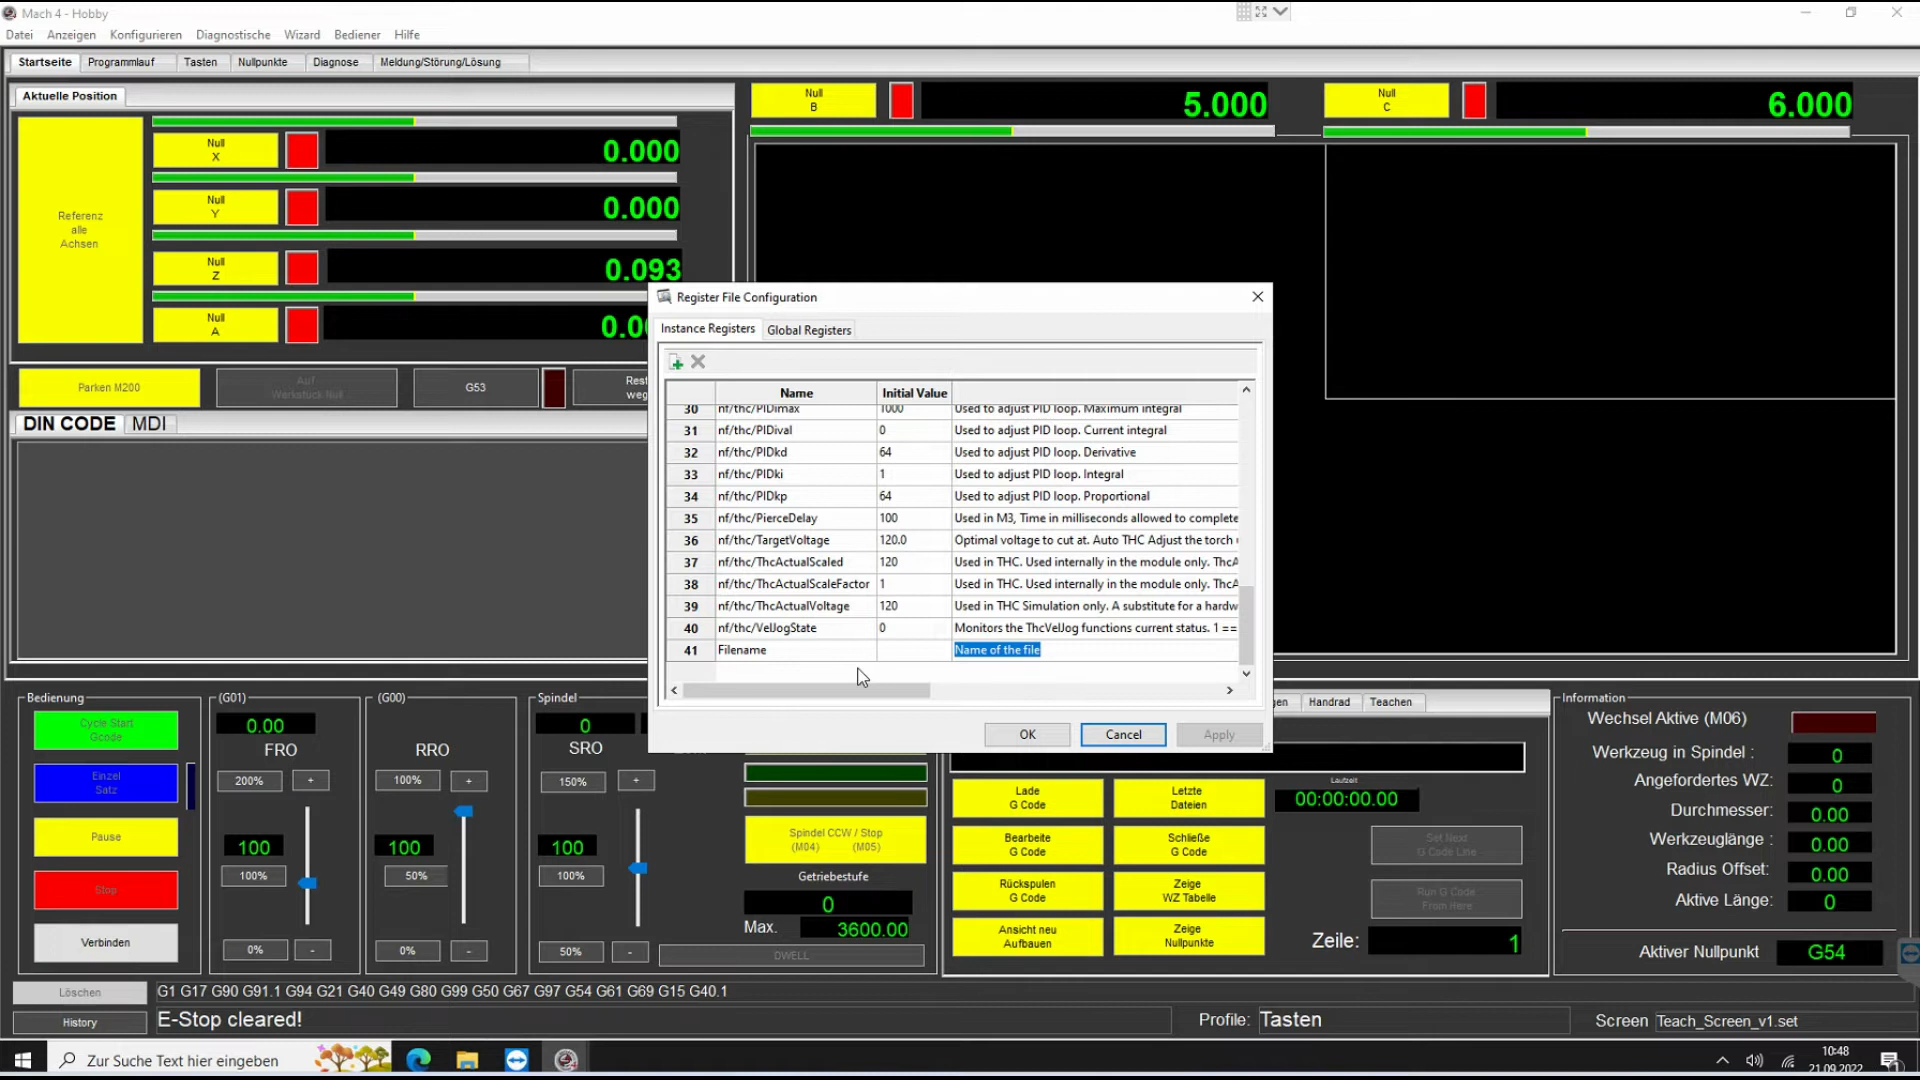 Mach 4 - Hobby
Datei Anzeigen Konfigurieren Diagnostische Wizard Bediener Hilfe
Startseite Programmlauf Tasten Nullpunkte Diagnose Meldung/Störung/Lösung
Aktuelle Position
Referenz
alle
Achsen
Null
X
0.000
Null
Y
0.000
Null
Z
0.093
Null
A
Null
B
5.000
Null
C
6.000
Parken M200
Auf
Werkstück Null
G53
DIN CODE MDI
Register File Configuration
Instance Registers Global Registers
Name Initial Value
30 nf/thc/PIDimax 1000 Used to adjust PID loop. Maximum integral
31 nf/thc/PIDival 0 Used to adjust PID loop. Current integral
32 nf/thc/PIDkd 64 Used to adjust PID loop. Derivative
33 nf/thc/PIDki 1 Used to adjust PID loop. Integral
34 nf/thc/PIDkp 64 Used to adjust PID loop. Proportional
35 nf/thc/PierceDelay 100 Used in M3, Time in milliseconds allowed to complete
36 nf/thc/TargetVoltage 120.0 Optimal voltage to cut at. Auto THC Adjust the torch
37 nf/thc/ThcActualScaled 120 Used in THC. Used internally in the module only. ThcA
38 nf/thc/ThcActualScaleFactor 1 Used in THC. Used internally in the module only. ThcA
39 nf/thc/ThcActualVoltage 120 Used in THC Simulation only. A substitute for a hardw
40 nf/thc/VelJogState 0 Monitors the ThcVelJog functions current status. 1 ==
41 Filename Name of the file
OK Cancel Apply
Bedienung
Cycle Start
Gcode
Einzel
Satz
Pause
Stop
Verbinden
(G01)
0.00
FRO
200% +
100
100%
0% -
(G00)
RRO
100% +
100
50%
0% -
Spindel
0
SRO
150% +
100
100%
50% -
Spindel CCW / Stop
(M04) (M05)
Getriebestufe
0
Max. 3600.00
DWELL
Handrad Teachen
Lade
G Code
Letzte
Dateien
Bearbeite
G Code
Schließe
G Code
Rückspulen
G Code
Zeige
WZ Tabelle
Ansicht neu
Aufbauen
Zeige
Nullpunkte
Laufzeit
00:00:00.00
Set Next
G Code Line
Run G Code
From Here
Zeile: 1
Information
Wechsel Aktive (M06)
Werkzeug in Spindel : 0
Angefordertes WZ: 0
Durchmesser: 0.00
Werkzeuglänge : 0.00
Radius Offset: 0.00
Aktive Länge: 0
Aktiver Nullpunkt G54
Löschen G1 G17 G90 G91.1 G94 G21 G40 G49 G80 G99 G50 G67 G97 G54 G61 G69 G15 G40.1
History E-Stop cleared! Profile: Tasten Screen Teach_Screen_v1.set
Zur Suche Text hier eingeben
10:48
21.09.2022